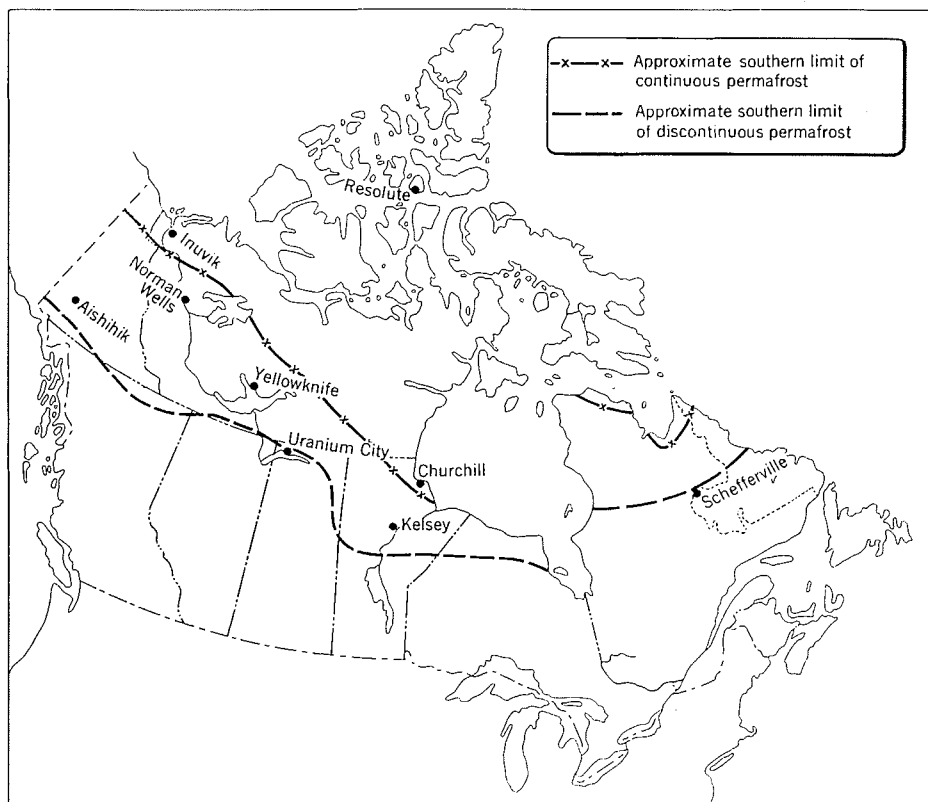 Approximate southern limit of
continuous permafrost
Approximate southern limit
of discontinuous permafrost
Resolute
Inuvik
Norman
Wells
Aishihik
Yellowknife
Uranium City
Churchill
Schefferville
Kelsey